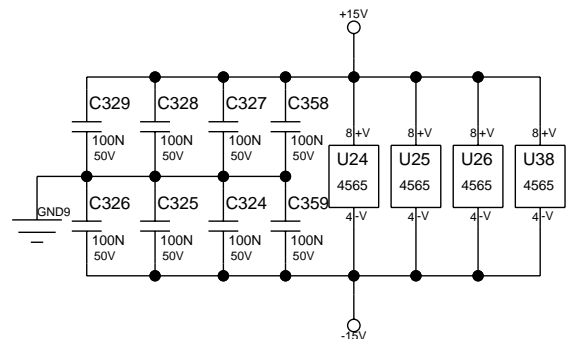 +15V
C329 C328 C327 C358
100N 100N 100N 100N
50V 50V 50V 50V
8 +V 8 +V 8 +V 8 +V
U24 U25 U26 U38
4565 4565 4565 4565
4 -V 4 -V 4 -V 4 -V
GND9
C326 C325 C324 C359
100N 100N 100N 100N
50V 50V 50V 50V
-15V